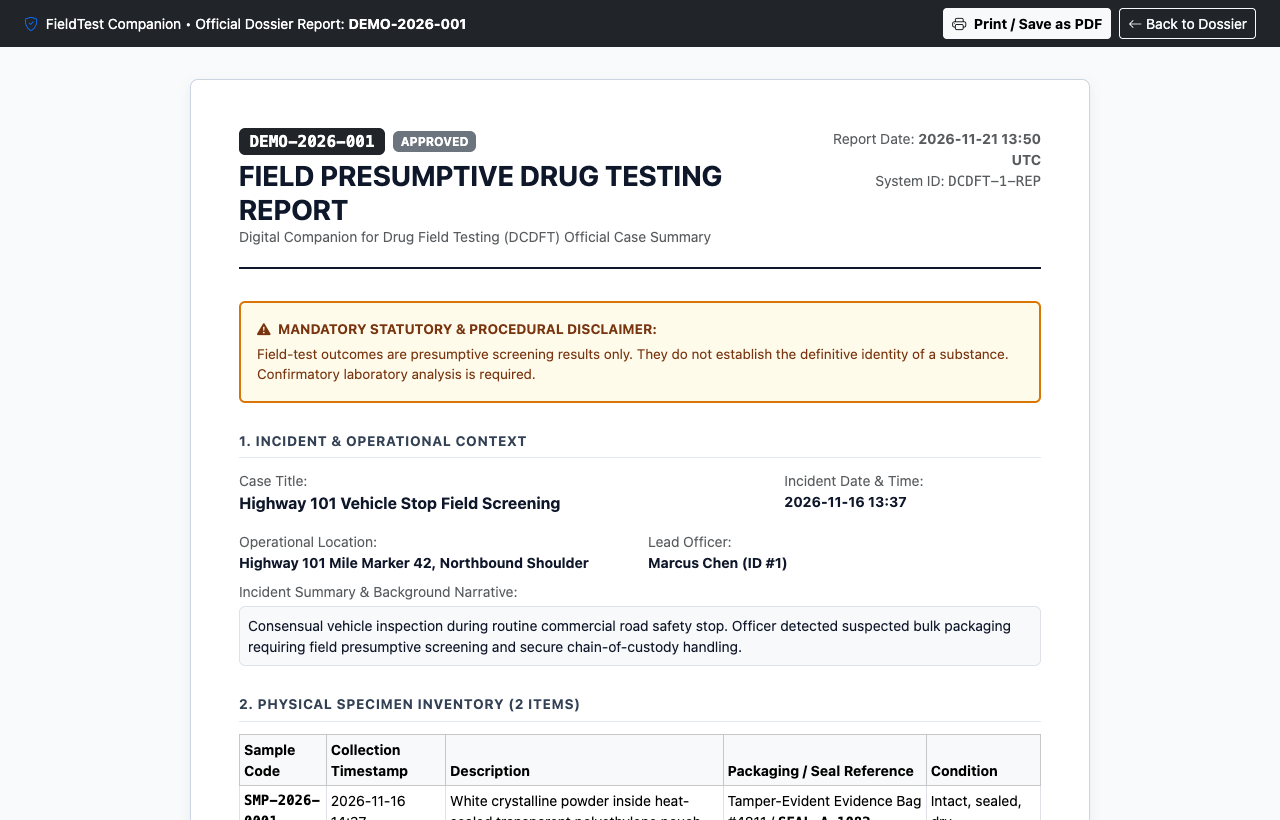 FieldTest Companion • Official Dossier Report: DEMO-2026-001
Print / Save as PDF
Back to Dossier
DEMO-2026-001
APPROVED
FIELD PRESUMPTIVE DRUG TESTING
REPORT
Digital Companion for Drug Field Testing (DCDFT) Official Case Summary
Report Date: 2026-11-21 13:50
UTC
System ID: DCDFT-1-REP
MANDATORY STATUTORY & PROCEDURAL DISCLAIMER:
Field-test outcomes are presumptive screening results only. They do not establish the definitive identity of a substance.
Confirmatory laboratory analysis is required.
1. INCIDENT & OPERATIONAL CONTEXT
Case Title:
Highway 101 Vehicle Stop Field Screening
Incident Date & Time:
2026-11-16 13:37
Operational Location:
Highway 101 Mile Marker 42, Northbound Shoulder
Lead Officer:
Marcus Chen (ID #1)
Incident Summary & Background Narrative:
Consensual vehicle inspection during routine commercial road safety stop. Officer detected suspected bulk packaging
requiring field presumptive screening and secure chain-of-custody handling.
2. PHYSICAL SPECIMEN INVENTORY (2 ITEMS)
Sample
Code
Collection
Timestamp
Description
Packaging / Seal Reference
Condition
SMP-2026-
2026-11-16
White crystalline powder inside heat-
Tamper-Evident Evidence Bag
Intact, sealed,